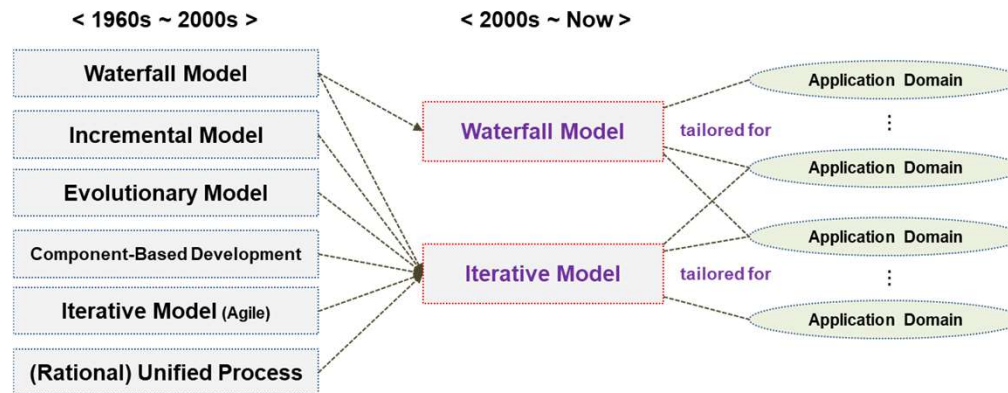 < 1960s ~ 2000s >
< 2000s ~ Now >
Waterfall Model
Incremental Model
Evolutionary Model
Component-Based Development
Iterative Model (Agile)
(Rational) Unified Process
Waterfall Model
Iterative Model
tailored for
tailored for
Application Domain
⋮
Application Domain
Application Domain
⋮
Application Domain